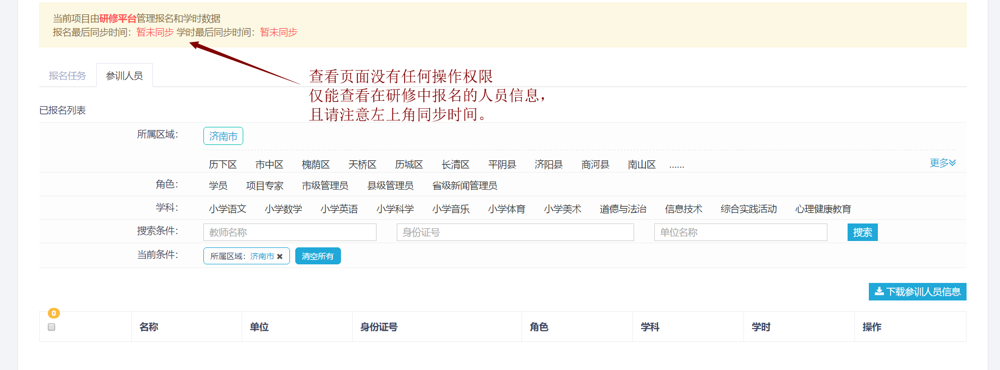 当前项目由研修平台管理报名和学时数据
报名最后同步时间：暂未同步 学时最后同步时间：暂未同步
报名任务
参训人员
查看页面没有任何操作权限
仅能查看在研修中报名的人员信息，
且请注意左上角同步时间。
已报名列表
所属区域：
济南市
历下区 市中区 槐荫区 天桥区 历城区 长清区 平阴县 济阳县 商河县 南山区 ......
更多
角色：
学员 项目专家 市级管理员 县级管理员 省级新闻管理员
学科：
小学语文 小学数学 小学英语 小学科学 小学音乐 小学体育 小学美术 道德与法治 信息技术 综合实践活动 心理健康教育
搜索条件：
教师名称 身份证号 单位名称 搜索
当前条件：
所属区域：济南市 ✖ 清空所有
下载参训人员信息
0
名称 单位 身份证号 角色 学科 学时 操作